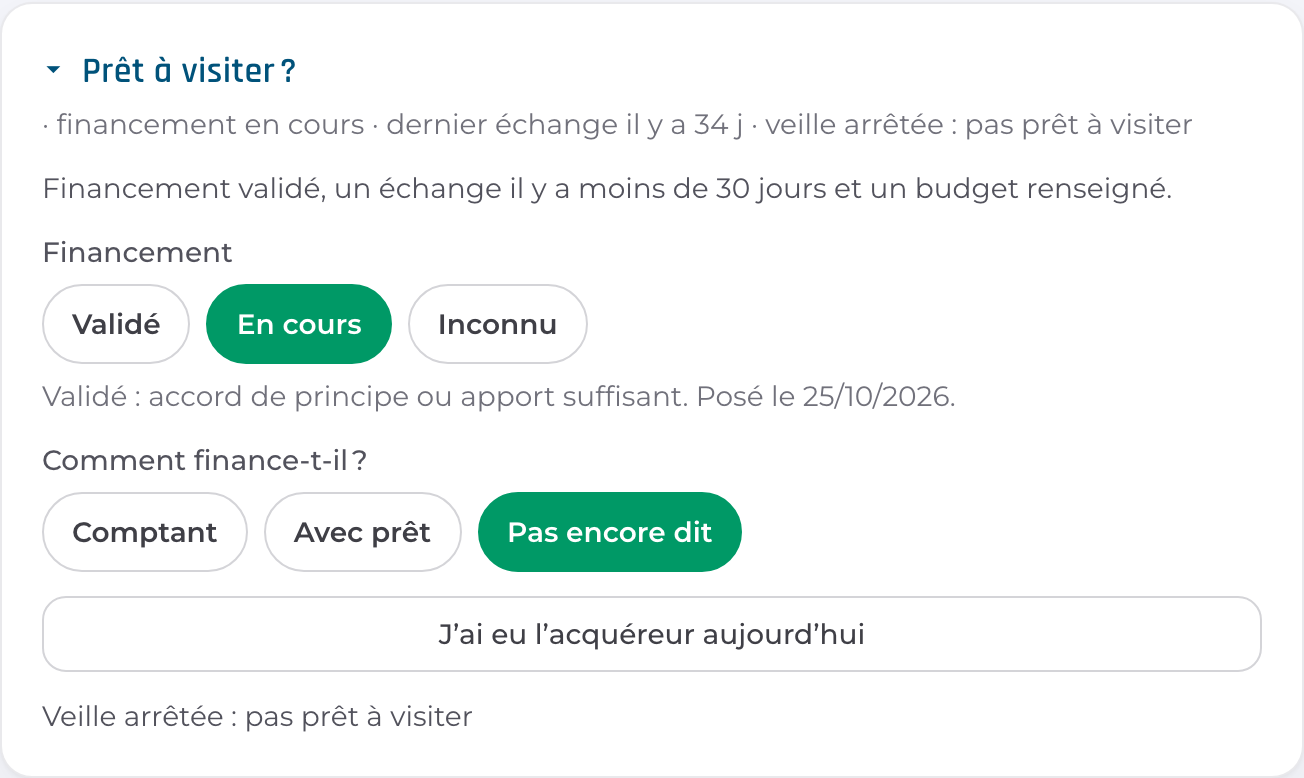 Prêt à visiter ?
· financement en cours · dernier échange il y a 34 j · veille arrêtée : pas prêt à visiter
Financement validé, un échange il y a moins de 30 jours et un budget renseigné.
Financement
Validé En cours Inconnu
Validé : accord de principe ou apport suffisant. Posé le 25/10/2026.
Comment finance-t-il ?
Comptant Avec prêt Pas encore dit
J’ai eu l’acquéreur aujourd’hui
Veille arrêtée : pas prêt à visiter